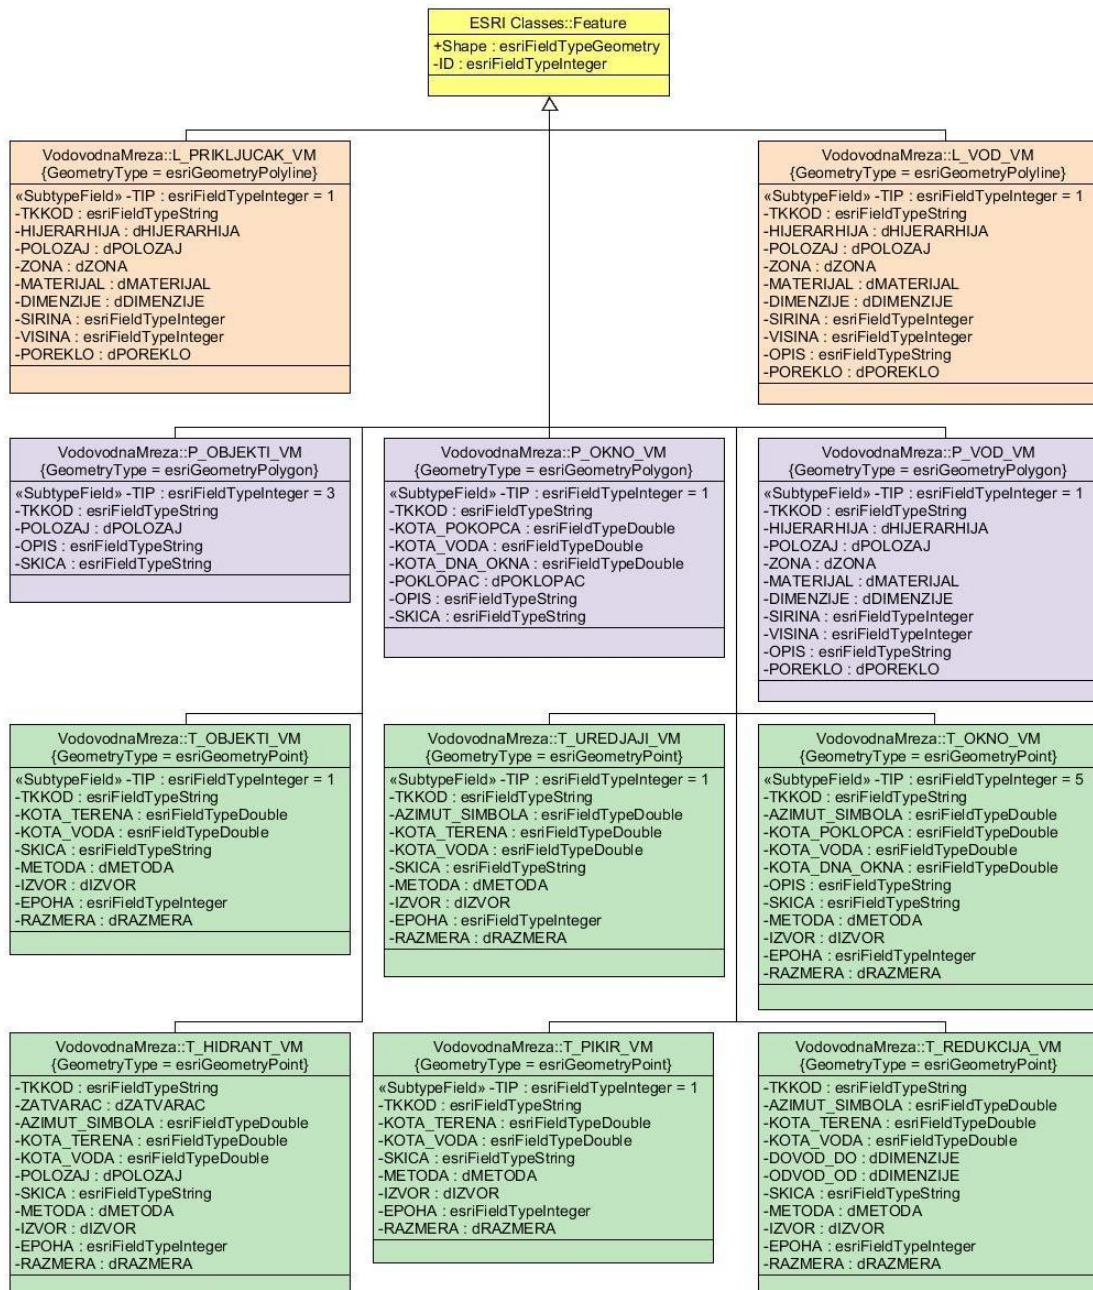 ESRI Classes::Feature
+Shape : esriFieldTypeGeometry
-ID : esriFieldTypeInteger
VodovodnaMreza::L_PRIKLJUCAK_VM
{GeometryType = esriGeometryPolyline}
«SubtypeField» -TIP : esriFieldTypeInteger = 1
-TKKOD : esriFieldTypeString
-HIJERARHIJA : dHIJERARHIJA
-POLOZAJ : dPOLOZAJ
-ZONA : dZONA
-MATERIJAL : dMATERIJAL
-DIMENZIJE : dDIMENZIJE
-SIRINA : esriFieldTypeInteger
-VISINA : esriFieldTypeInteger
-POREKLO : dPOREKLO
VodovodnaMreza::L_VOD_VM
{GeometryType = esriGeometryPolyline}
«SubtypeField» -TIP : esriFieldTypeInteger = 1
-TKKOD : esriFieldTypeString
-HIJERARHIJA : dHIJERARHIJA
-POLOZAJ : dPOLOZAJ
-ZONA : dZONA
-MATERIJAL : dMATERIJAL
-DIMENZIJE : dDIMENZIJE
-SIRINA : esriFieldTypeInteger
-VISINA : esriFieldTypeInteger
-OPIS : esriFieldTypeString
-POREKLO : dPOREKLO
VodovodnaMreza::P_OBJEKTI_VM
{GeometryType = esriGeometryPolygon}
«SubtypeField» -TIP : esriFieldTypeInteger = 3
-TKKOD : esriFieldTypeString
-POLOZAJ : dPOLOZAJ
-OPIS : esriFieldTypeString
-SKICA : esriFieldTypeString
VodovodnaMreza::P_OKNO_VM
{GeometryType = esriGeometryPolygon}
«SubtypeField» -TIP : esriFieldTypeInteger = 1
-TKKOD : esriFieldTypeString
-KOTA_POKOPCA : esriFieldTypeDouble
-KOTA_VODA : esriFieldTypeDouble
-KOTA_DNA_OKNA : esriFieldTypeDouble
-POKLOPAC : dPOKLOPAC
-OPIS : esriFieldTypeString
-SKICA : esriFieldTypeString
VodovodnaMreza::P_VOD_VM
{GeometryType = esriGeometryPolygon}
«SubtypeField» -TIP : esriFieldTypeInteger = 1
-TKKOD : esriFieldTypeString
-HIJERARHIJA : dHIJERARHIJA
-POLOZAJ : dPOLOZAJ
-ZONA : dZONA
-MATERIJAL : dMATERIJAL
-DIMENZIJE : dDIMENZIJE
-SIRINA : esriFieldTypeInteger
-VISINA : esriFieldTypeInteger
-OPIS : esriFieldTypeString
-POREKLO : dPOREKLO
VodovodnaMreza::T_OBJEKTI_VM
{GeometryType = esriGeometryPoint}
«SubtypeField» -TIP : esriFieldTypeInteger = 1
-TKKOD : esriFieldTypeString
-KOTA_TERENA : esriFieldTypeDouble
-KOTA_VODA : esriFieldTypeDouble
-SKICA : esriFieldTypeString
-METODA : dMETODA
-IZVOR : dIZVOR
-EPOHA : esriFieldTypeInteger
-RAZMERA : dRAZMERA
VodovodnaMreza::T_UREDJAJI_VM
{GeometryType = esriGeometryPoint}
«SubtypeField» -TIP : esriFieldTypeInteger = 1
-TKKOD : esriFieldTypeString
-AZIMUT_SIMBOLA : esriFieldTypeDouble
-KOTA_TERENA : esriFieldTypeDouble
-KOTA_VODA : esriFieldTypeDouble
-SKICA : esriFieldTypeString
-METODA : dMETODA
-IZVOR : dIZVOR
-EPOHA : esriFieldTypeInteger
-RAZMERA : dRAZMERA
VodovodnaMreza::T_OKNO_VM
{GeometryType = esriGeometryPoint}
«SubtypeField» -TIP : esriFieldTypeInteger = 5
-TKKOD : esriFieldTypeString
-AZIMUT_SIMBOLA : esriFieldTypeDouble
-KOTA_POKLOPCA : esriFieldTypeDouble
-KOTA_VODA : esriFieldTypeDouble
-KOTA_DNA_OKNA : esriFieldTypeDouble
-OPIS : esriFieldTypeString
-SKICA : esriFieldTypeString
-METODA : dMETODA
-IZVOR : dIZVOR
-EPOHA : esriFieldTypeInteger
-RAZMERA : dRAZMERA
VodovodnaMreza::T_HIDRANT_VM
{GeometryType = esriGeometryPoint}
-TKKOD : esriFieldTypeString
-ZATVARAC : dZATVARAC
-AZIMUT_SIMBOLA : esriFieldTypeDouble
-KOTA_TERENA : esriFieldTypeDouble
-KOTA_VODA : esriFieldTypeDouble
-POLOZAJ : dPOLOZAJ
-SKICA : esriFieldTypeString
-METODA : dMETODA
-IZVOR : dIZVOR
-EPOHA : esriFieldTypeInteger
-RAZMERA : dRAZMERA
VodovodnaMreza::T_PIKIR_VM
{GeometryType = esriGeometryPoint}
«SubtypeField» -TIP : esriFieldTypeInteger = 1
-TKKOD : esriFieldTypeString
-KOTA_TERENA : esriFieldTypeDouble
-KOTA_VODA : esriFieldTypeDouble
-SKICA : esriFieldTypeString
-METODA : dMETODA
-IZVOR : dIZVOR
-EPOHA : esriFieldTypeInteger
-RAZMERA : dRAZMERA
VodovodnaMreza::T_REDUKCIJA_VM
{GeometryType = esriGeometryPoint}
-TKKOD : esriFieldTypeString
-AZIMUT_SIMBOLA : esriFieldTypeDouble
-KOTA_TERENA : esriFieldTypeDouble
-KOTA_VODA : esriFieldTypeDouble
-DOVOD_DO : dDIMENZIJE
-ODVOD_OD : dDIMENZIJE
-SKICA : esriFieldTypeString
-METODA : dMETODA
-IZVOR : dIZVOR
-EPOHA : esriFieldTypeInteger
-RAZMERA : dRAZMERA